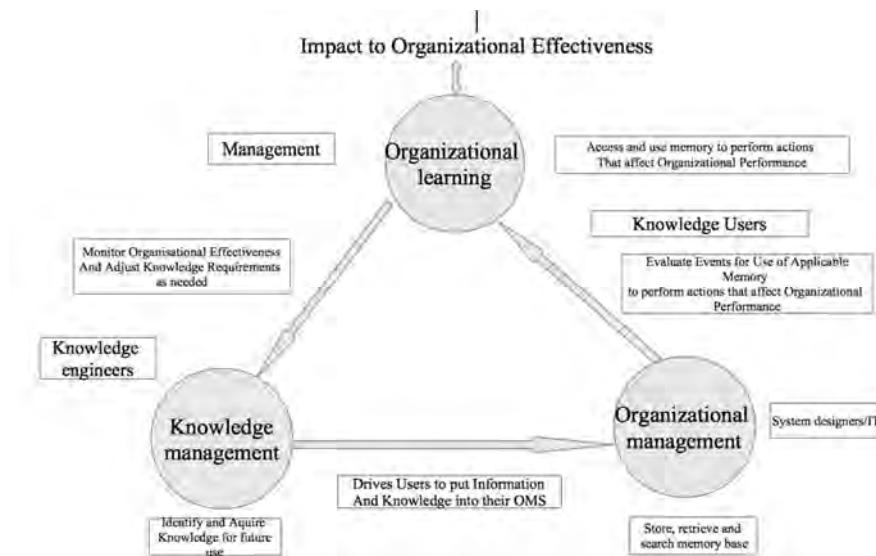 Impact to Organizational Effectiveness
Management
Organizational
learning
Access and use memory to perform actions
That affect Organizational Performance
Knowledge Users
Monitor Organisational Effectiveness
And Adjust Knowledge Requirements
as needed
Evaluate Events for Use of Applicable
Memory
to perform actions that affect Organizational
Performance
Knowledge
engineers
Knowledge
management
Organizational
management
System designers/IT
Drives Users to put Information
And Knowledge into their OMS
Identify and Aquire
Knowledge for future
use
Store, retrieve and
search memory base